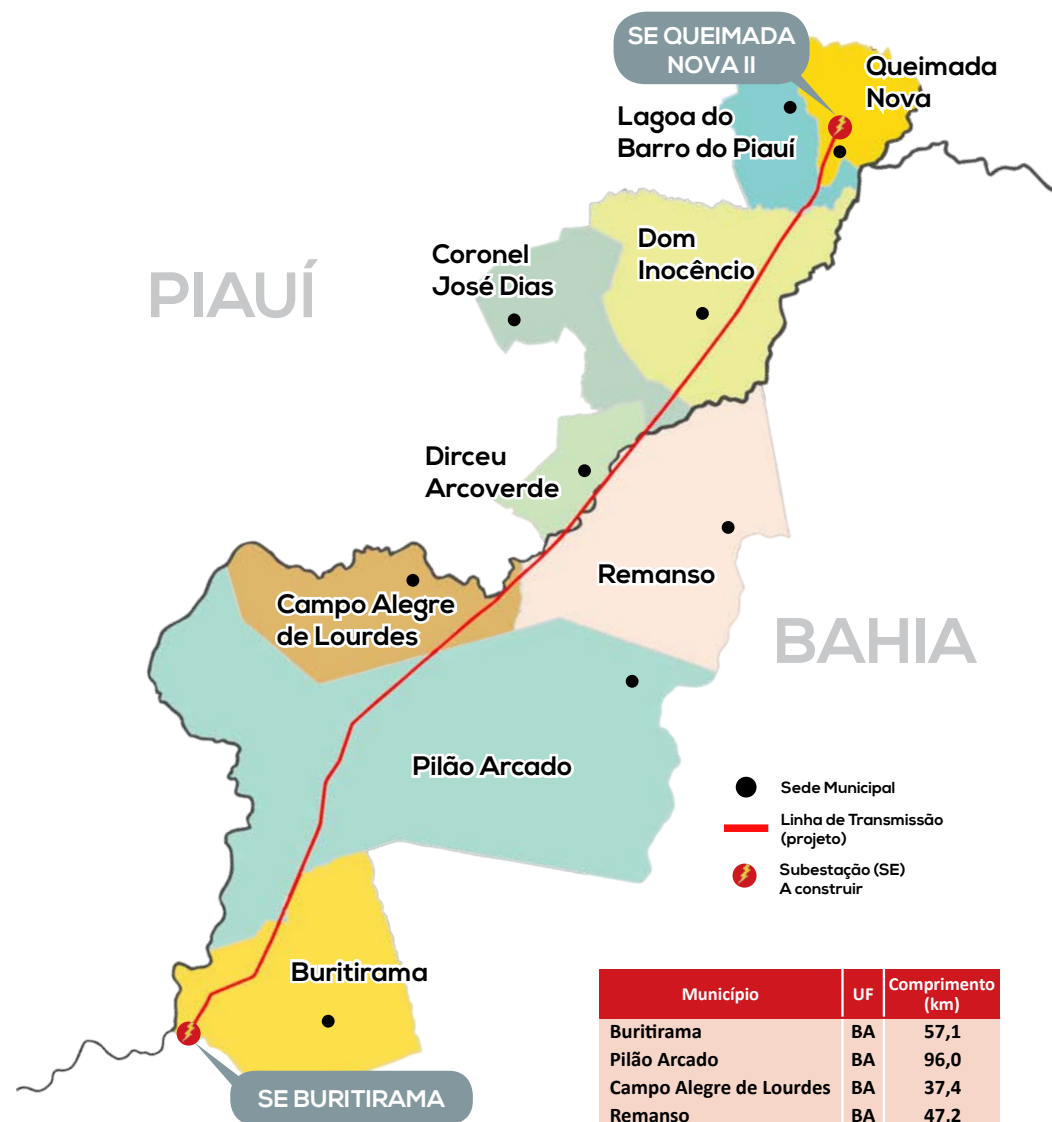 SE QUEIMADA
NOVA II
Queimada
Nova
Lagoa do
Barro do Piauí
Dom
Inocêncio
Coronel
José Dias
PIAUÍ
Dirceu
Arcoverde
Remanso
Campo Alegre
de Lourdes
BAHIA
Pilão Arcado
Sede Municipal
Linha de Transmissão
(projeto)
Subestação (SE)
A construir
Buritirama
SE BURITIRAMA
Município UF Comprimento
(km)
Buritirama BA 57,1
Pilão Arcado BA 96,0
Campo Alegre de Lourdes BA 37,4
Remanso BA 47,2